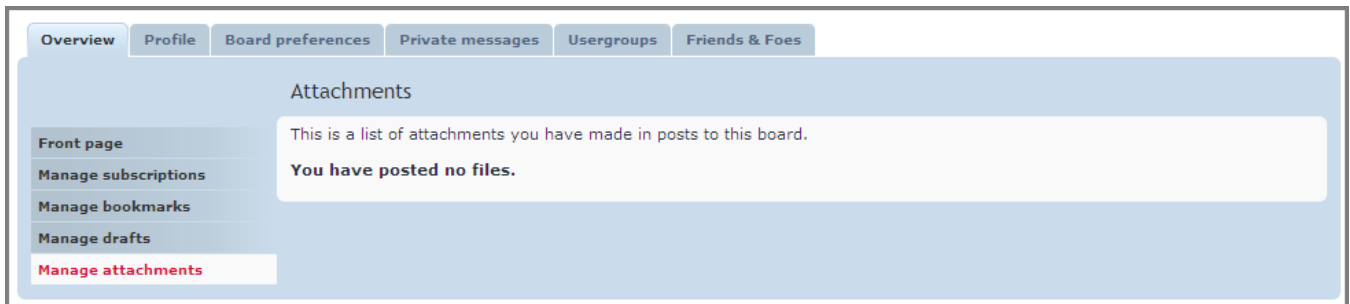 Overview Profile Board preferences Private messages Usergroups Friends & Foes
Attachments
Front page
Manage subscriptions
Manage bookmarks
Manage drafts
Manage attachments
This is a list of attachments you have made in posts to this board.
You have posted no files.